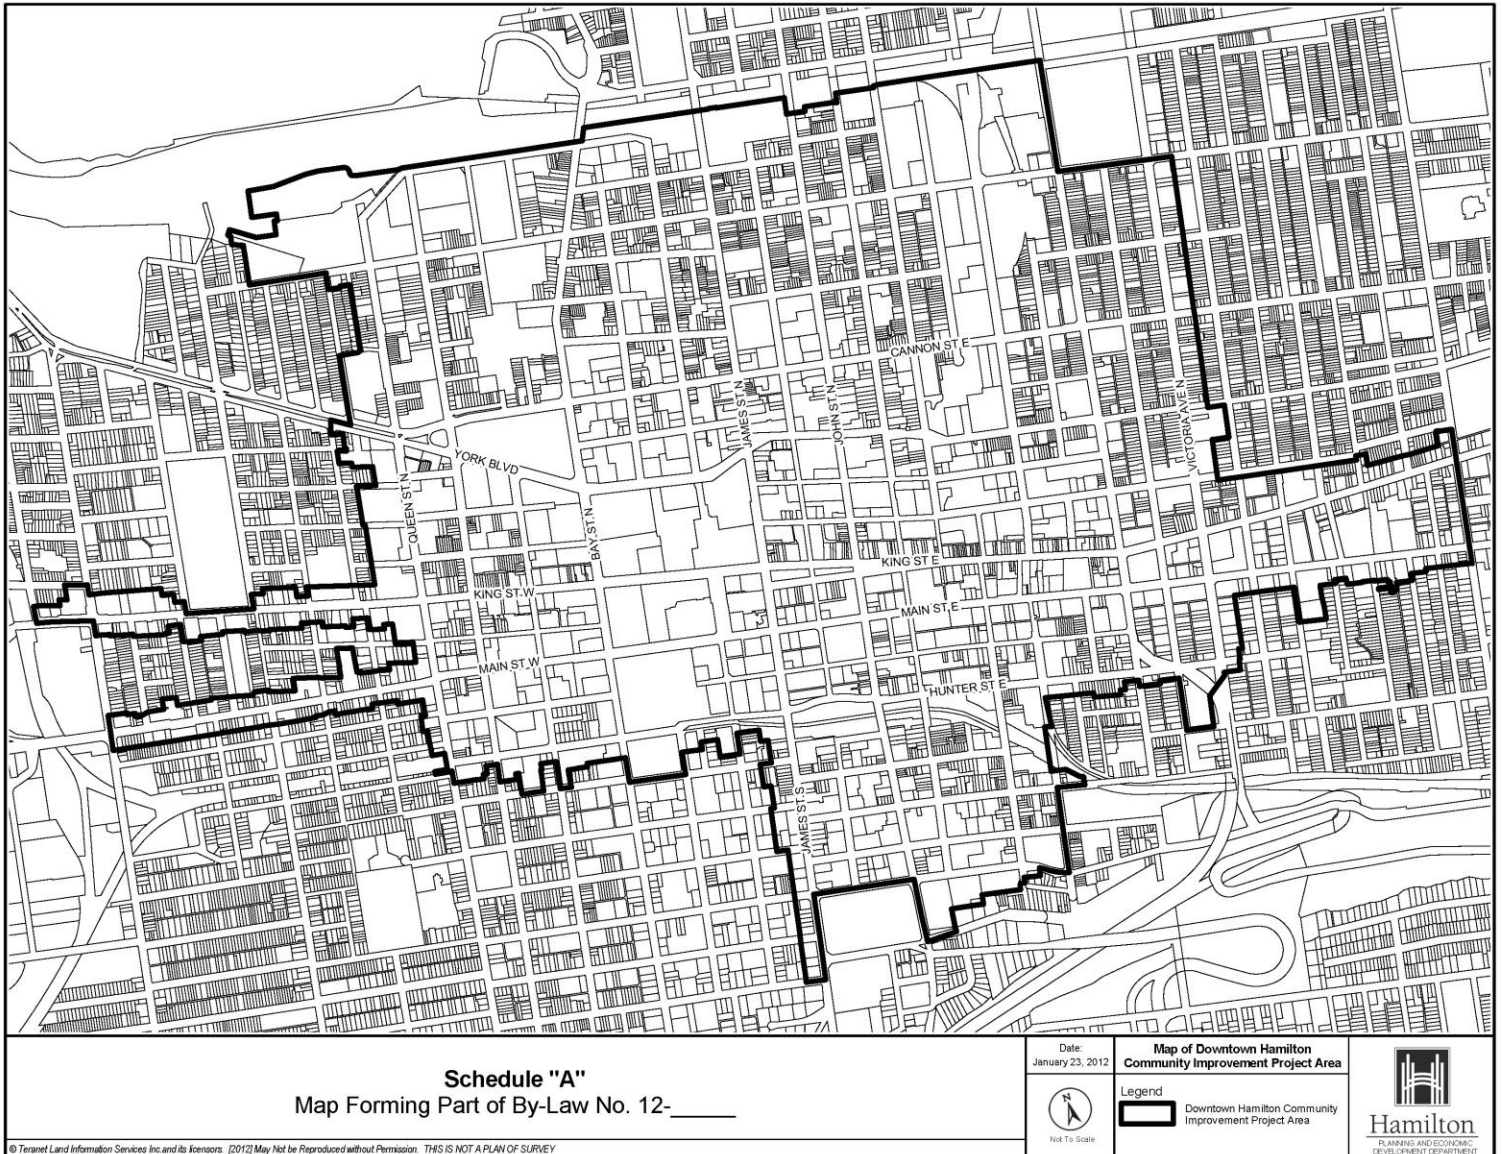 CANNON ST E
JAMES ST N
JOHN ST N
VICTORIA AVE N
YORK BLVD
QUEEN ST N
BAY ST N
KING ST E
KING ST W
MAIN ST E
MAIN ST W
HUNTER ST E
JAMES ST S
Schedule "A"
Map Forming Part of By-Law No. 12-_____
© Teranet Land Information Services Inc. and its licensors. [2012] May Not be Reproduced without Permission. THIS IS NOT A PLAN OF SURVEY
Date:
January 23, 2012
N
Not To Scale
Map of Downtown Hamilton
Community Improvement Project Area
Legend
Downtown Hamilton Community
Improvement Project Area
Hamilton
PLANNING AND ECONOMIC
DEVELOPMENT DEPARTMENT